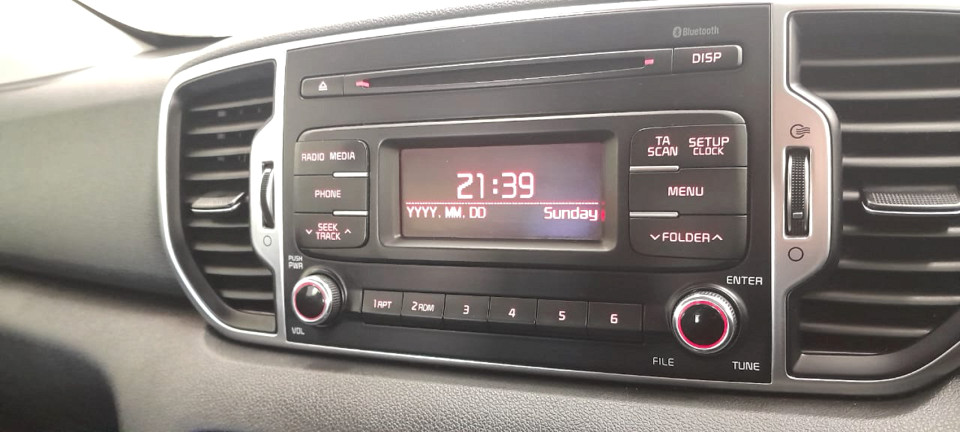 Bluetooth
DISP
RADIO MEDIA
TA
SCAN
SETUP
CLOCK
21:39
PHONE
MENU
YYYY. MM. DD Sunday
SEEK
TRACK
FOLDER
PUSH
PWR
ENTER
1 RPT 2 RDM 3 4 5 6
VOL
FILE
TUNE